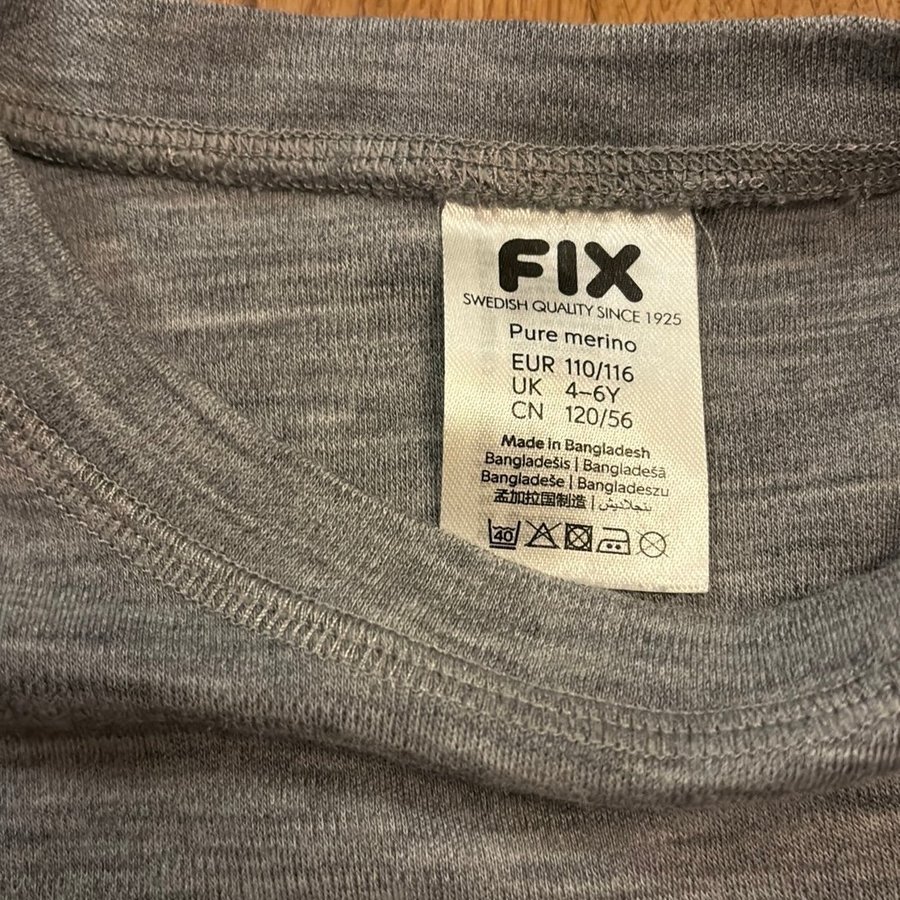 FIX
SWEDISH QUALITY SINCE 1925
Pure merino
EUR 110/116
UK 4–6Y
CN 120/56
Made in Bangladesh
Bangladešis | Bangladešā
Bangladeše | Bangladeszu
孟加拉国制造 |
40